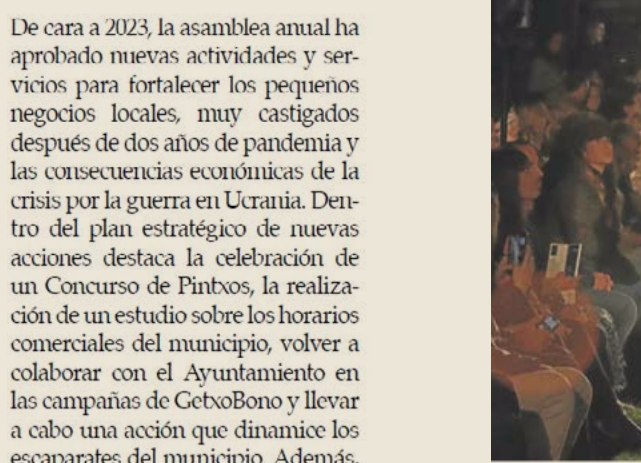 De cara a 2023, la asamblea anual ha
aprobado nuevas actividades y ser-
vicios para fortalecer los pequeños
negocios locales, muy castigados
después de dos años de pandemia y
las consecuencias económicas de la
crisis por la guerra en Ucrania. Den-
tro del plan estratégico de nuevas
acciones destaca la celebración de
un Concurso de Pintxos, la realiza-
ción de un estudio sobre los horarios
comerciales del municipio, volver a
colaborar con el Ayuntamiento en
las campañas de GetxoBono y llevar
a cabo una acción que dinamice los
escaparates del municipio. Además,